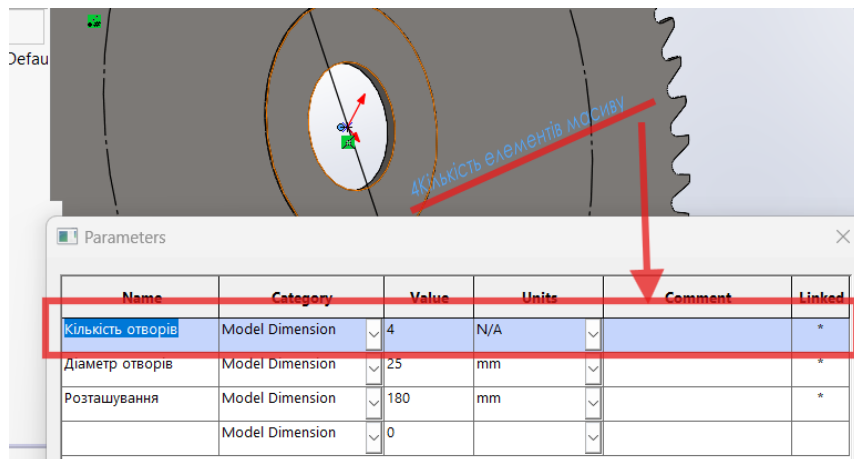 Defau
4Кількість елементів масиву
Parameters
Name Category Value Units Comment Linked
Кількість отворів Model Dimension 4 N/A *
Діаметр отворів Model Dimension 25 mm *
Розташування Model Dimension 180 mm *
Model Dimension 0